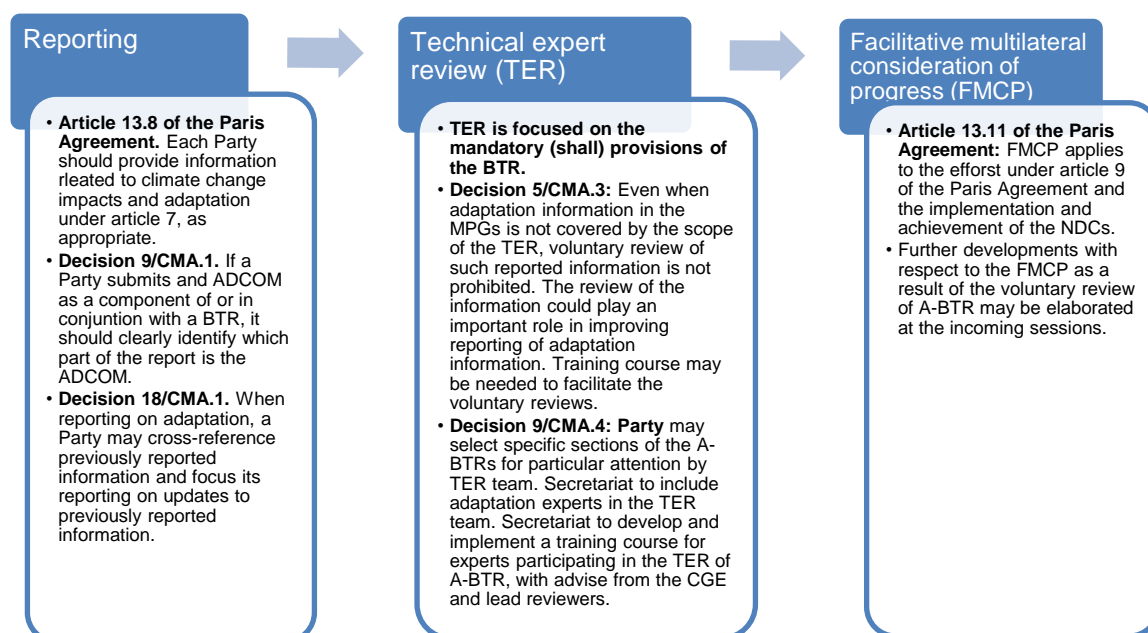 Reporting
• Article 13.8 of the Paris
Agreement. Each Party
should provide information
rleated to climate change
impacts and adaptation
under article 7, as
appropriate.
• Decision 9/CMA.1. If a
Party submits and ADCOM
as a component of or in
conjuntion with a BTR, it
should clearly identify which
part of the report is the
ADCOM.
• Decision 18/CMA.1. When
reporting on adaptation, a
Party may cross-reference
previously reported
information and focus its
reporting on updates to
previously reported
information.
Technical expert
review (TER)
• TER is focused on the
mandatory (shall) provisions of
the BTR.
• Decision 5/CMA.3: Even when
adaptation information in the
MPGs is not covered by the
scope of the TER, voluntary review of
such reported information is not
prohibited. The review of the
information could play an
important role in improving
reporting of adaptation
information. Training course may
be needed to facilitate the
voluntary reviews.
• Decision 9/CMA.4: Party may
select specific sections of the A-
BTRs for particular attention by
TER team. Secretariat to include
adaptation experts in the TER
team. Secretariat to develop and
implement a training course for
experts participating in the TER of
A-BTR, with advise from the CGE
and lead reviewers.
Facilitative multilateral
consideration of
progress (FMCP)
• Article 13.11 of the Paris
Agreement: FMCP applies
to the efforst under article 9
of the Paris Agreement and
the implementation and
achievement of the NDCs.
• Further developments with
respect to the FMCP as a
result of the voluntary review
of A-BTR may be elaborated
at the incoming sessions.